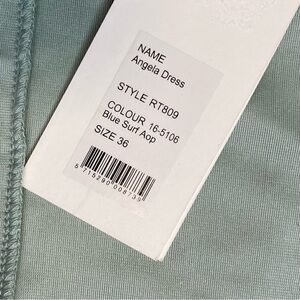 NAME
Angela Dress
STYLE RT809
COLOUR 16-5106
Blue Surf Aop
SIZE 36